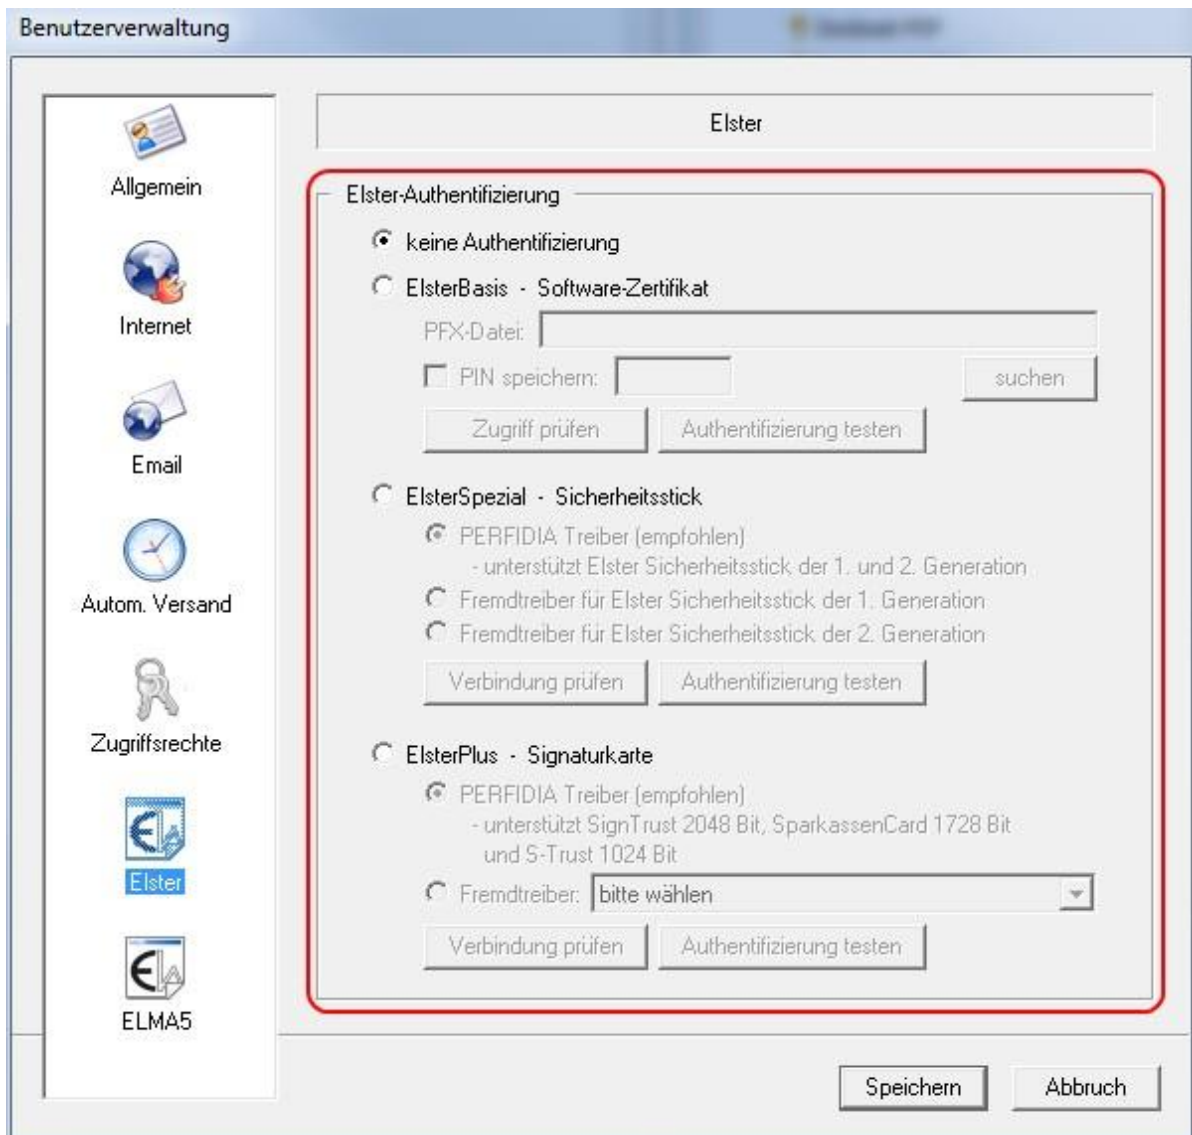 Benutzerverwaltung
Allgemein
Internet
Email
Autom. Versand
Zugriffsrechte
Elster
ELMA5
Elster
Elster-Authentifizierung
keine Authentifizierung
ElsterBasis - Software-Zertifikat
PFX-Datei:
PIN speichern:
suchen
Zugriff prüfen
Authentifizierung testen
ElsterSpezial - Sicherheitsstick
PERFIDIA Treiber (empfohlen)
- unterstützt Elster Sicherheitsstick der 1. und 2. Generation
Fremdtreiber für Elster Sicherheitsstick der 1. Generation
Fremdtreiber für Elster Sicherheitsstick der 2. Generation
Verbindung prüfen
Authentifizierung testen
ElsterPlus - Signaturkarte
PERFIDIA Treiber (empfohlen)
- unterstützt SignTrust 2048 Bit, SparkassenCard 1728 Bit
und S-Trust 1024 Bit
Fremdtreiber: bitte wählen
Verbindung prüfen
Authentifizierung testen
Speichern
Abbruch